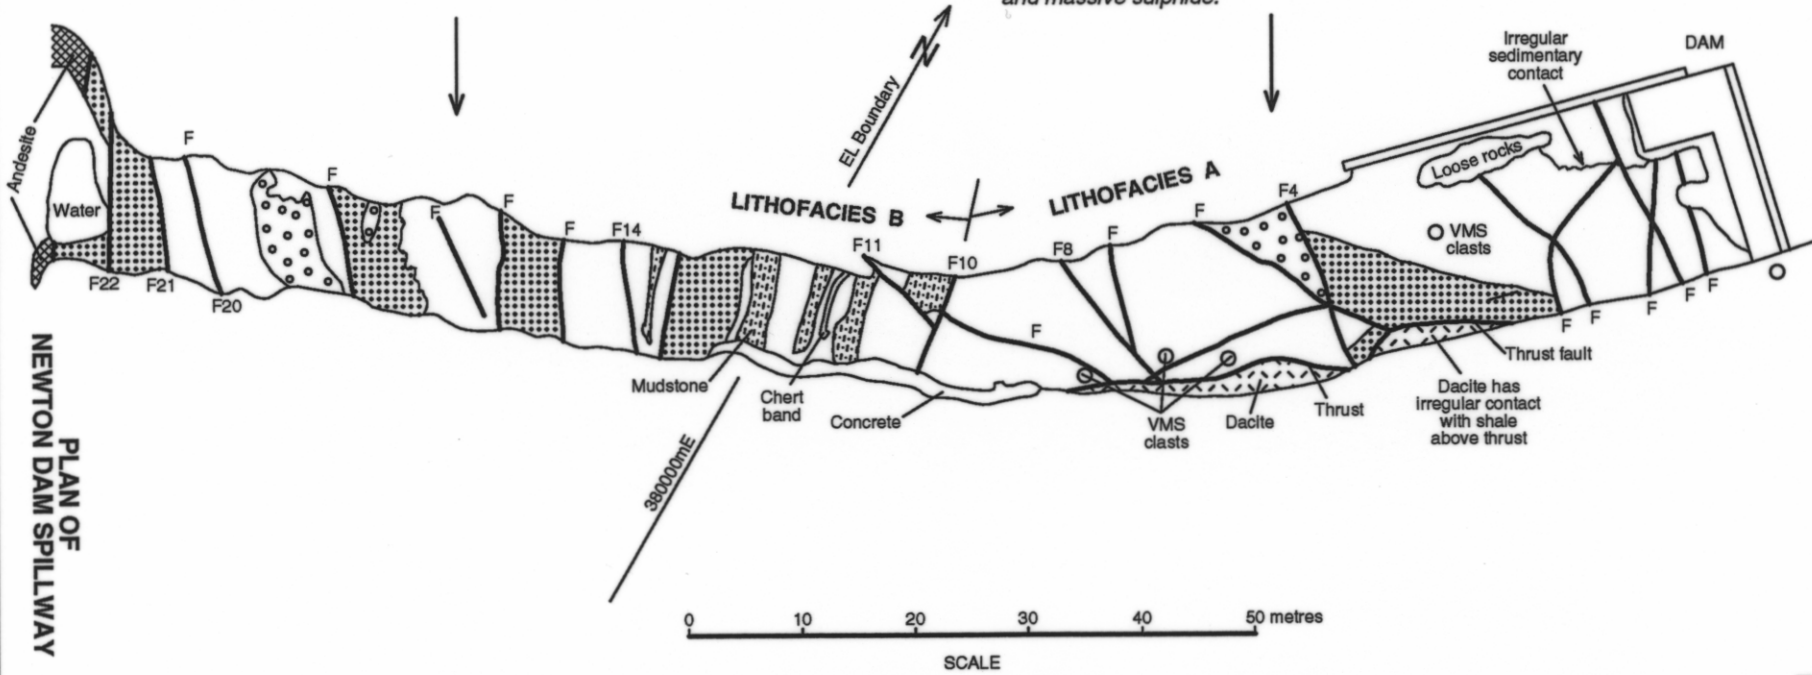 and massive sulphide.
Irregular
sedimentary
contact
DAM
EL Boundary
N
Andesite
F
Loose rocks
F
LITHOFACIES B
LITHOFACIES A
F4
Water
F
F
F
VMS
clasts
F
F14
F11
F
F8
F10
F22
F21
F20
F
F
F
F
F
F
Mudstone
Chert
band
Concrete
VMS
clasts
Dacite
Thrust
Thrust fault
Dacite has
irregular contact
with shale
above thrust
380000mE
PLAN OF
NEWTON DAM SPILLWAY
0 10 20 30 40 50 metres
SCALE